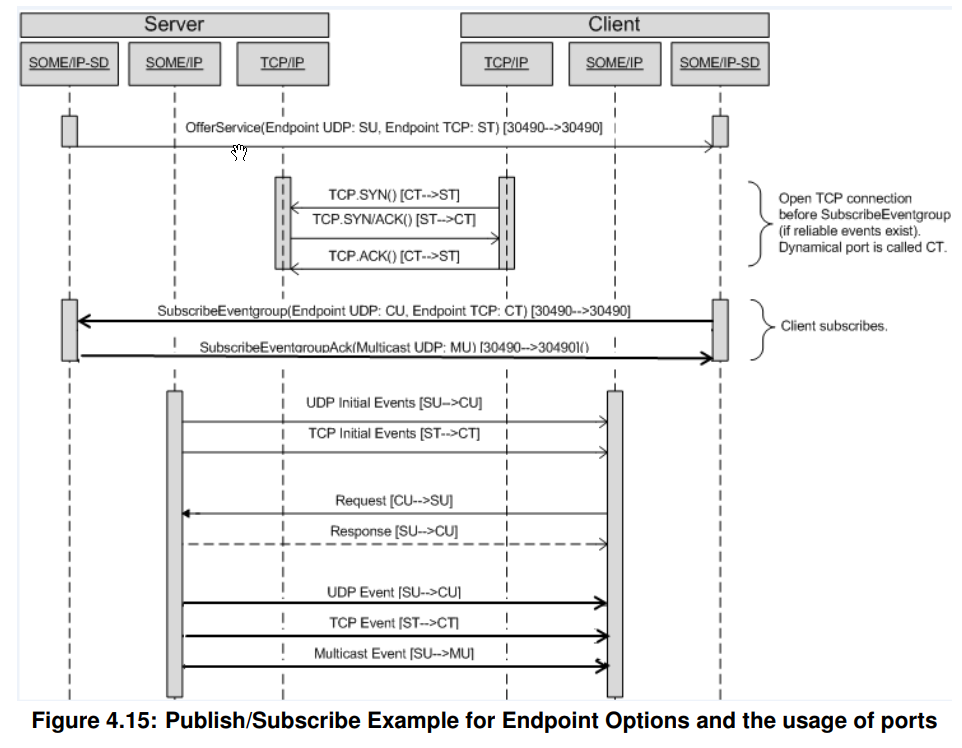 Server
Client
SOME/IP-SD
SOME/IP
TCP/IP
TCP/IP
SOME/IP
SOME/IP-SD
OfferService(Endpoint UDP: SU, Endpoint TCP: ST) [30490-->30490]
TCP.SYN() [CT-->ST]
TCP.SYN/ACK() [ST-->CT]
TCP.ACK() [CT-->ST]
Open TCP connection
before SubscribeEventgroup
(if reliable events exist).
Dynamical port is called CT.
SubscribeEventgroup(Endpoint UDP: CU, Endpoint TCP: CT) [30490-->30490]
Client subscribes.
SubscribeEventgroupAck(Multicast UDP: MU) [30490-->30490]()
UDP Initial Events [SU-->CU]
TCP Initial Events [ST-->CT]
Request [CU-->SU]
Response [SU-->CU]
UDP Event [SU-->CU]
TCP Event [ST-->CT]
Multicast Event [SU-->MU]
Figure 4.15: Publish/Subscribe Example for Endpoint Options and the usage of ports